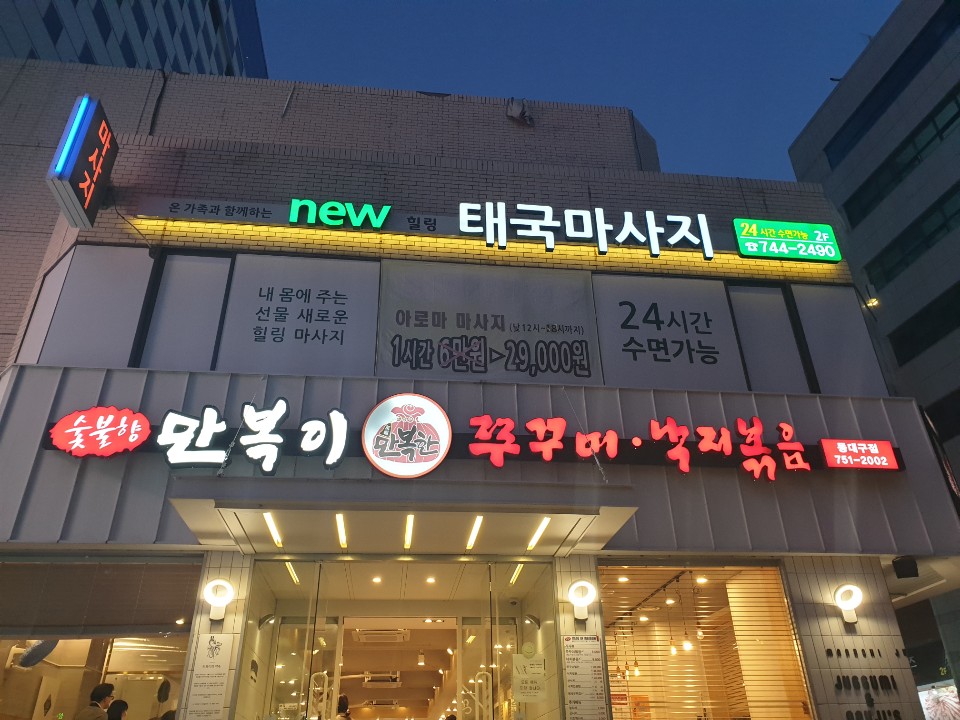 마사지
온 가족과 함께하는 new 힐링 태국마사지
24시간 수면가능 2F
☎744-2490
내 몸에 주는
선물 새로운
힐링 마사지
아로마 마사지
1시간 6만원▷29,000원
24시간
수면가능
숯불향 만복이 쭈꾸미·낙지볶음
동대구점
751-2002